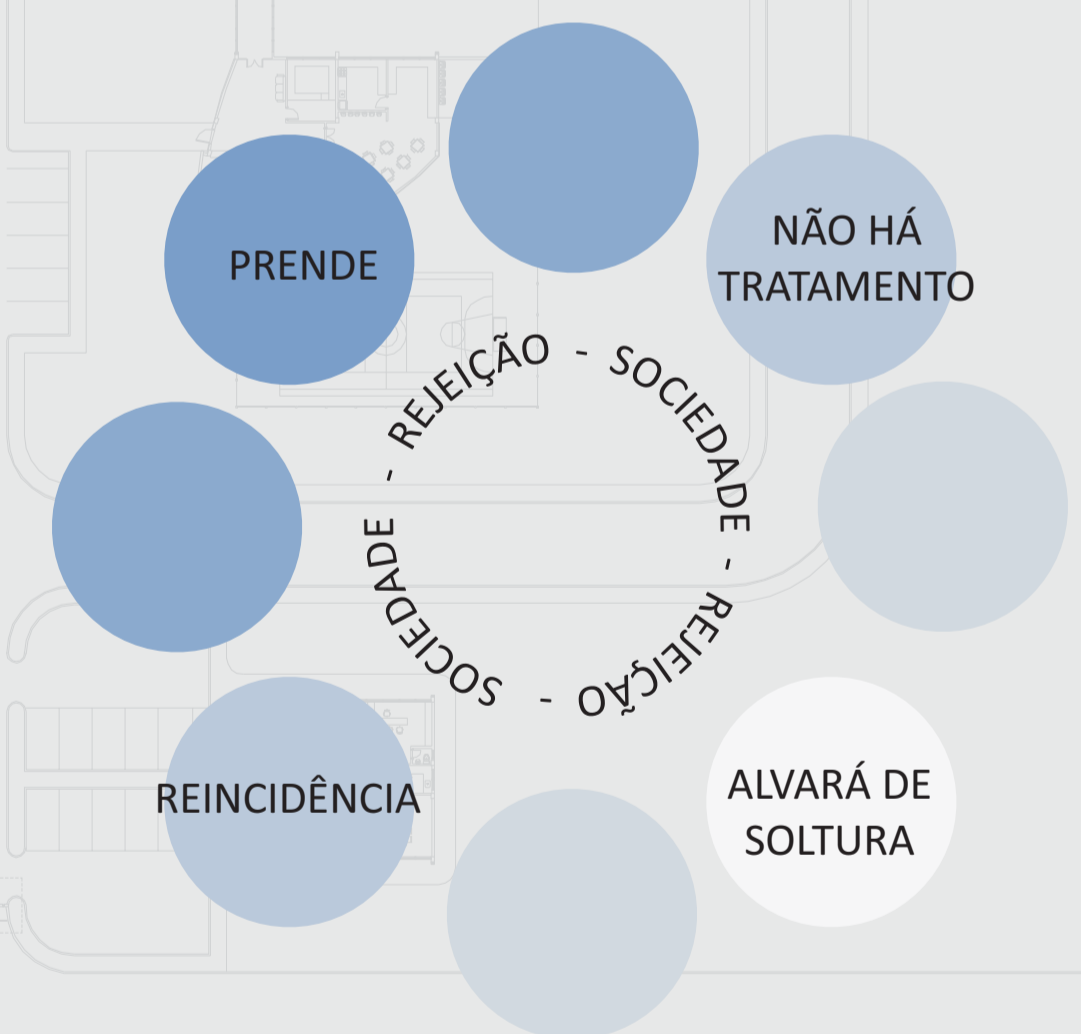 NÃO HÁ
TRATAMENTO
PRENDE
REJEIÇÃO - SOCIEDADE - REJEIÇÃO - SOCIEDADE -
REINCIDÊNCIA
ALVARÁ DE
SOLTURA